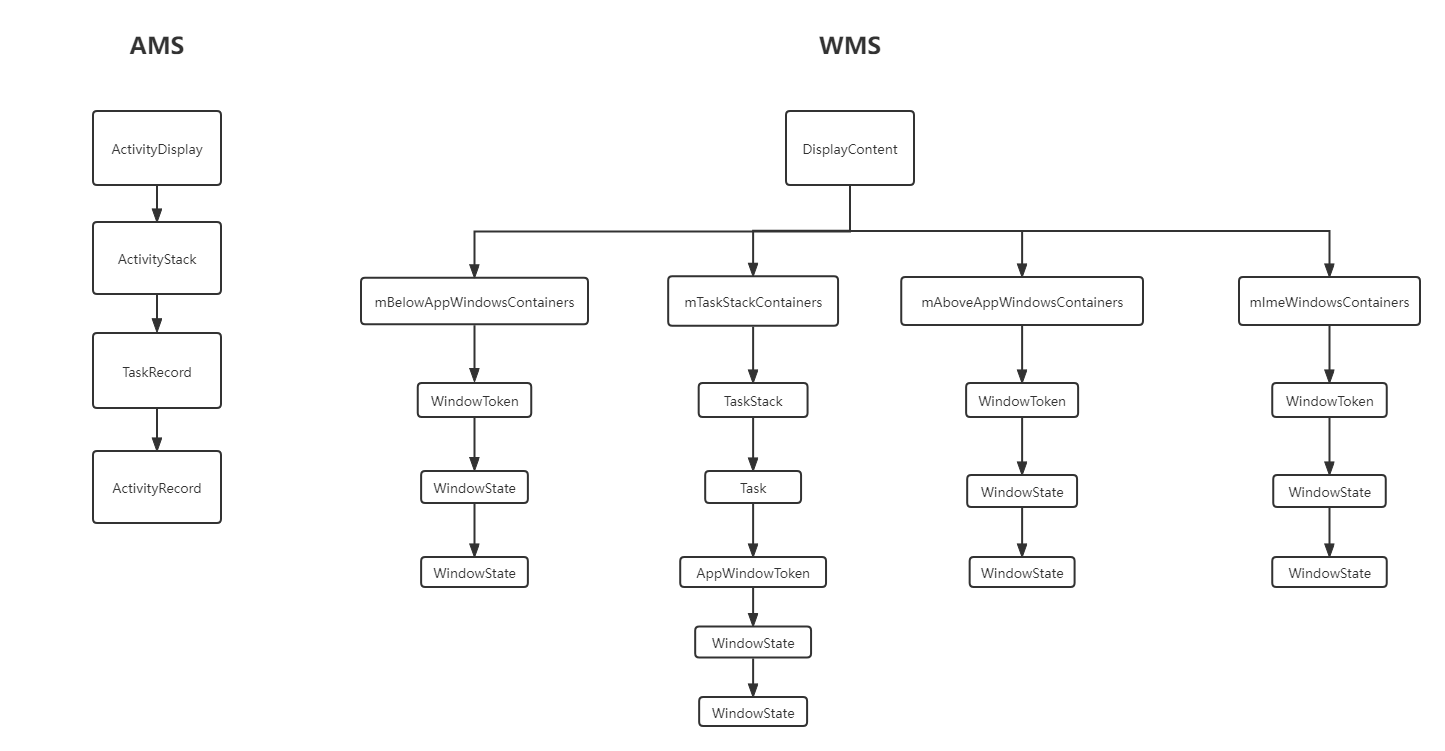 AMS
WMS
ActivityDisplay
DisplayContent
ActivityStack
mBelowAppWindowsContainers
mTaskStackContainers
mAboveAppWindowsContainers
mImeWindowsContainers
TaskRecord
WindowToken
TaskStack
WindowToken
WindowToken
ActivityRecord
WindowState
Task
WindowState
WindowState
WindowState
AppWindowToken
WindowState
WindowState
WindowState
WindowState